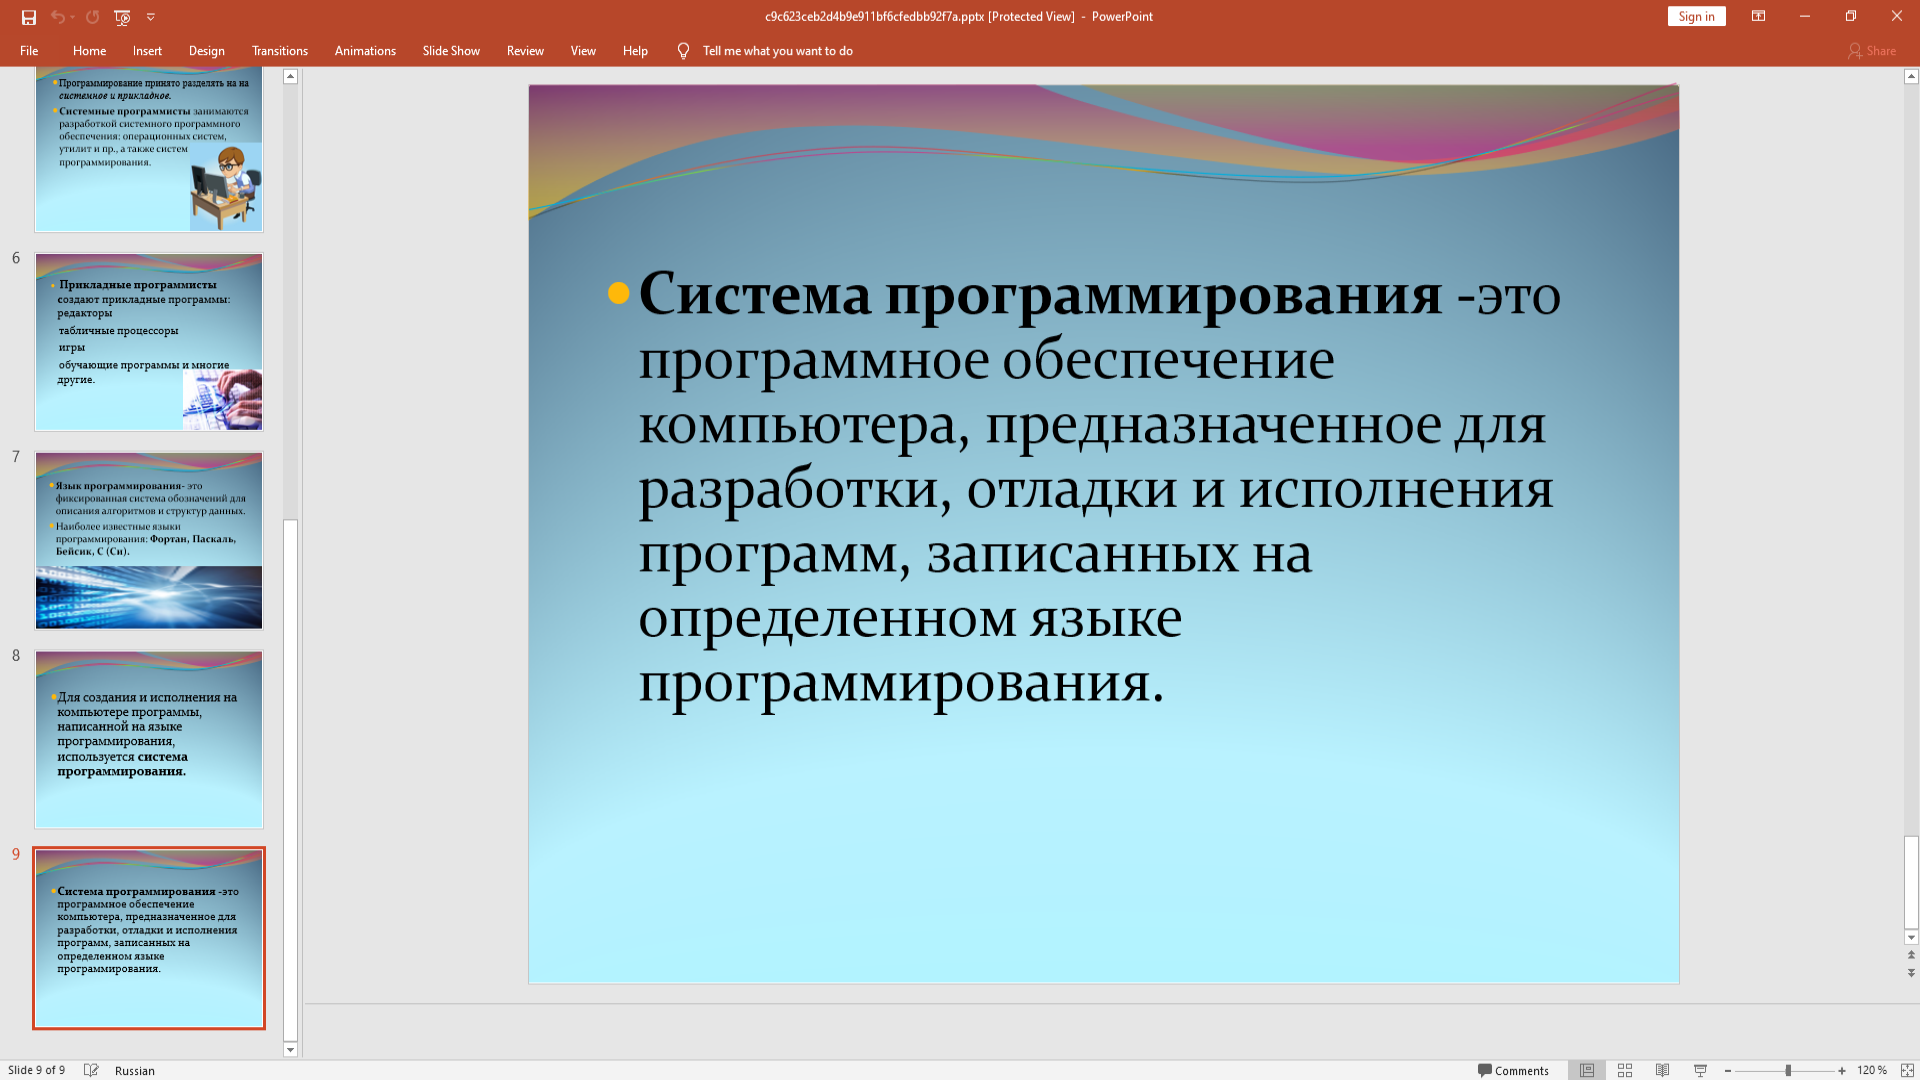 c9c623ceb2d4b9e911bf6cfedbb92f7a.pptx [Protected View] - PowerPoint
Sign in
File Home Insert Design Transitions Animations Slide Show Review View Help Tell me what you want to do Share
Программирование принято разделять на на
системное и прикладное.
Системные программисты занимаются
разработкой системного программного
обеспечения: операционных систем,
утилит и пр., а также систем
программирования.
6
Прикладные программисты
создают прикладные программы:
редакторы
табличные процессоры
игры
обучающие программы и многие
другие.
7
Язык программирования- это
фиксированная система обозначений для
описания алгоритмов и структур данных.
Наиболее известные языки
программирования: Фортан, Паскаль,
Бейсик, С (Си).
8
Для создания и исполнения на
компьютере программы,
написанной на языке
программирования,
используется система
программирования.
9
Система программирования -это
программное обеспечение
компьютера, предназначенное для
разработки, отладки и исполнения
программ, записанных на
определенном языке
программирования.
Система программирования -это
программное обеспечение
компьютера, предназначенное для
разработки, отладки и исполнения
программ, записанных на
определенном языке
программирования.
Slide 9 of 9 Russian Comments 120 %